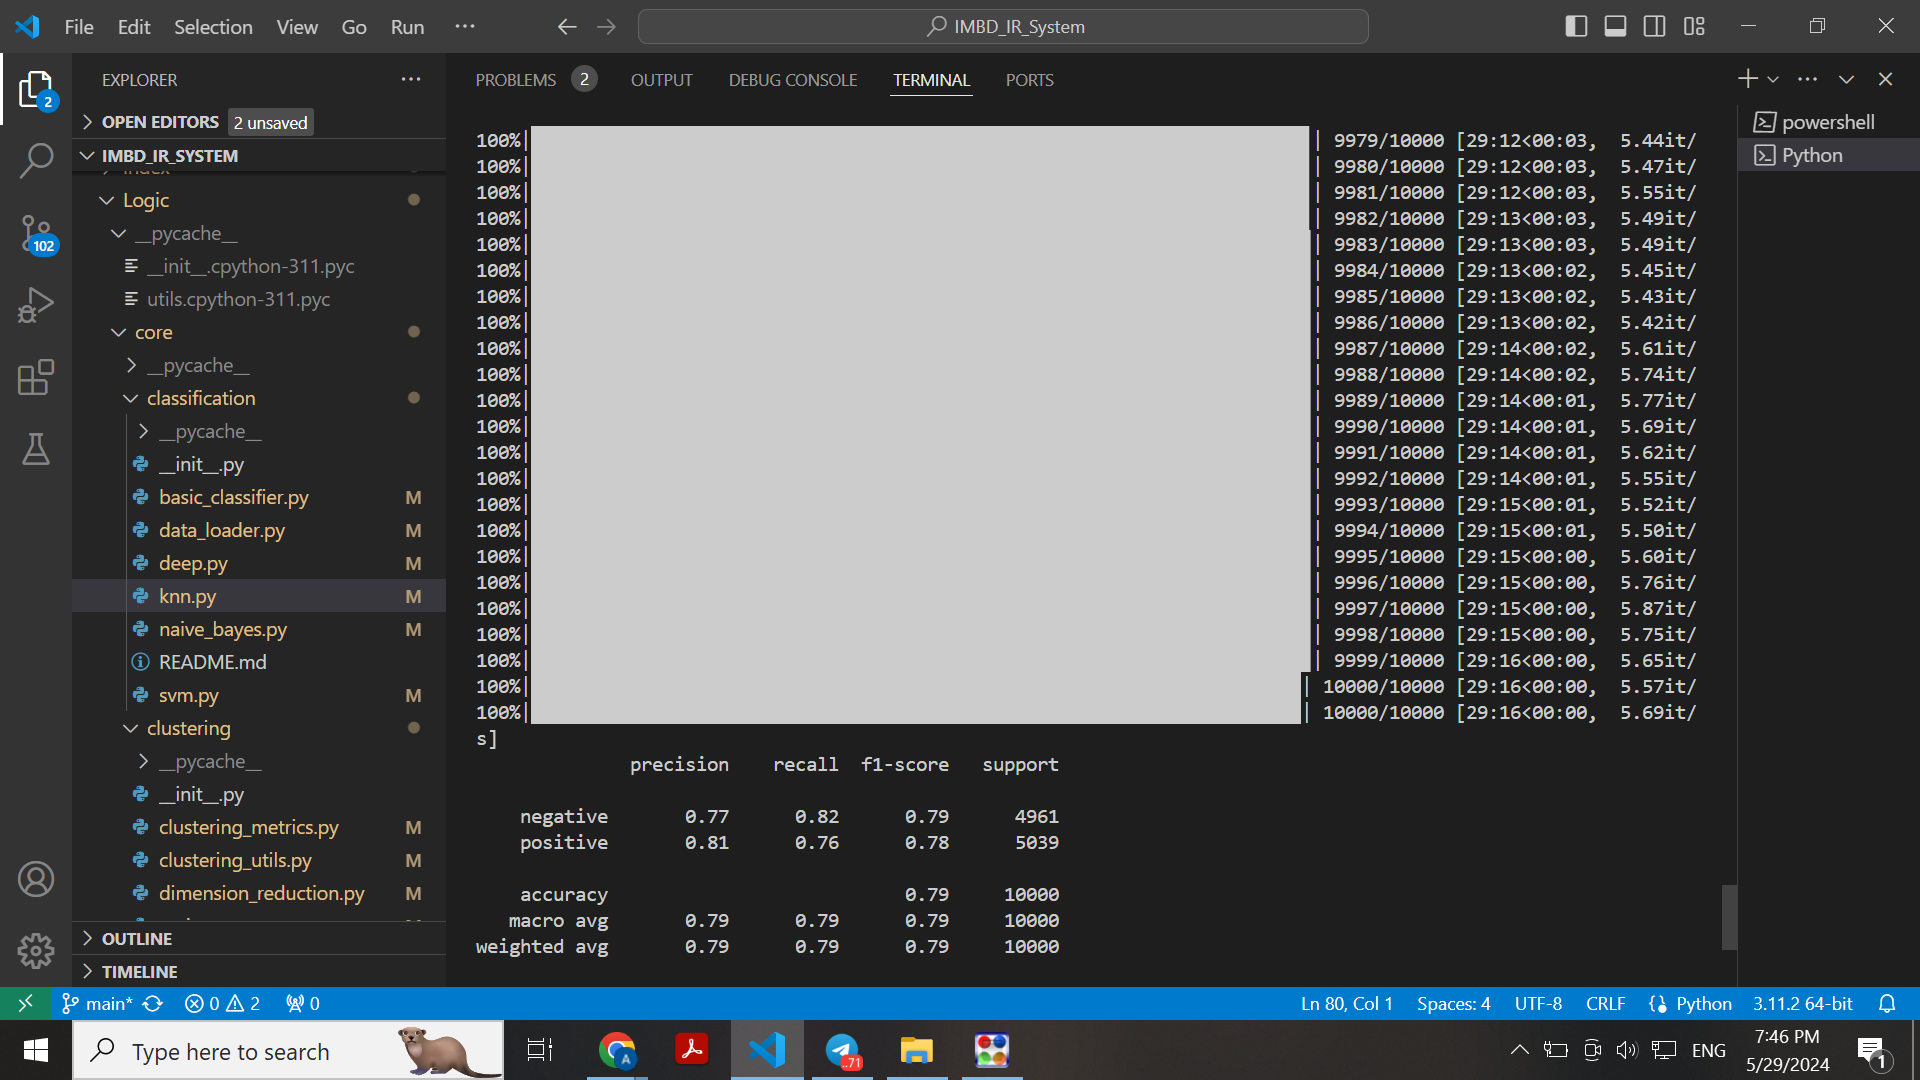 File Edit Selection View Go Run ··· IMBD_IR_System
EXPLORER ···
OPEN EDITORS 2 unsaved
IMBD_IR_SYSTEM
Logic
__pycache__
__init__.cpython-311.pyc
utils.cpython-311.pyc
core
__pycache__
classification
__pycache__
__init__.py
basic_classifier.py M
data_loader.py M
deep.py M
knn.py M
naive_bayes.py M
README.md
svm.py M
clustering
__pycache__
__init__.py
clustering_metrics.py M
clustering_utils.py M
dimension_reduction.py M
OUTLINE
TIMELINE
2
102
PROBLEMS 2 OUTPUT DEBUG CONSOLE TERMINAL PORTS
100%| | 9979/10000 [29:12<00:03, 5.44it/
100%| | 9980/10000 [29:12<00:03, 5.47it/
100%| | 9981/10000 [29:12<00:03, 5.55it/
100%| | 9982/10000 [29:13<00:03, 5.49it/
100%| | 9983/10000 [29:13<00:03, 5.49it/
100%| | 9984/10000 [29:13<00:02, 5.45it/
100%| | 9985/10000 [29:13<00:02, 5.43it/
100%| | 9986/10000 [29:13<00:02, 5.42it/
100%| | 9987/10000 [29:14<00:02, 5.61it/
100%| | 9988/10000 [29:14<00:02, 5.74it/
100%| | 9989/10000 [29:14<00:01, 5.77it/
100%| | 9990/10000 [29:14<00:01, 5.69it/
100%| | 9991/10000 [29:14<00:01, 5.62it/
100%| | 9992/10000 [29:14<00:01, 5.55it/
100%| | 9993/10000 [29:15<00:01, 5.52it/
100%| | 9994/10000 [29:15<00:01, 5.50it/
100%| | 9995/10000 [29:15<00:00, 5.60it/
100%| | 9996/10000 [29:15<00:00, 5.76it/
100%| | 9997/10000 [29:15<00:00, 5.87it/
100%| | 9998/10000 [29:15<00:00, 5.75it/
100%| | 9999/10000 [29:16<00:00, 5.65it/
100%| | 10000/10000 [29:16<00:00, 5.57it/
100%| | 10000/10000 [29:16<00:00, 5.69it/
s]
precision recall f1-score support
negative 0.77 0.82 0.79 4961
positive 0.81 0.76 0.78 5039
accuracy 0.79 10000
macro avg 0.79 0.79 0.79 10000
weighted avg 0.79 0.79 0.79 10000
powershell
Python
main* 0 2 0 Ln 80, Col 1 Spaces: 4 UTF-8 CRLF Python 3.11.2 64-bit
Type here to search
A
71
ENG
7:46 PM
5/29/2024
1